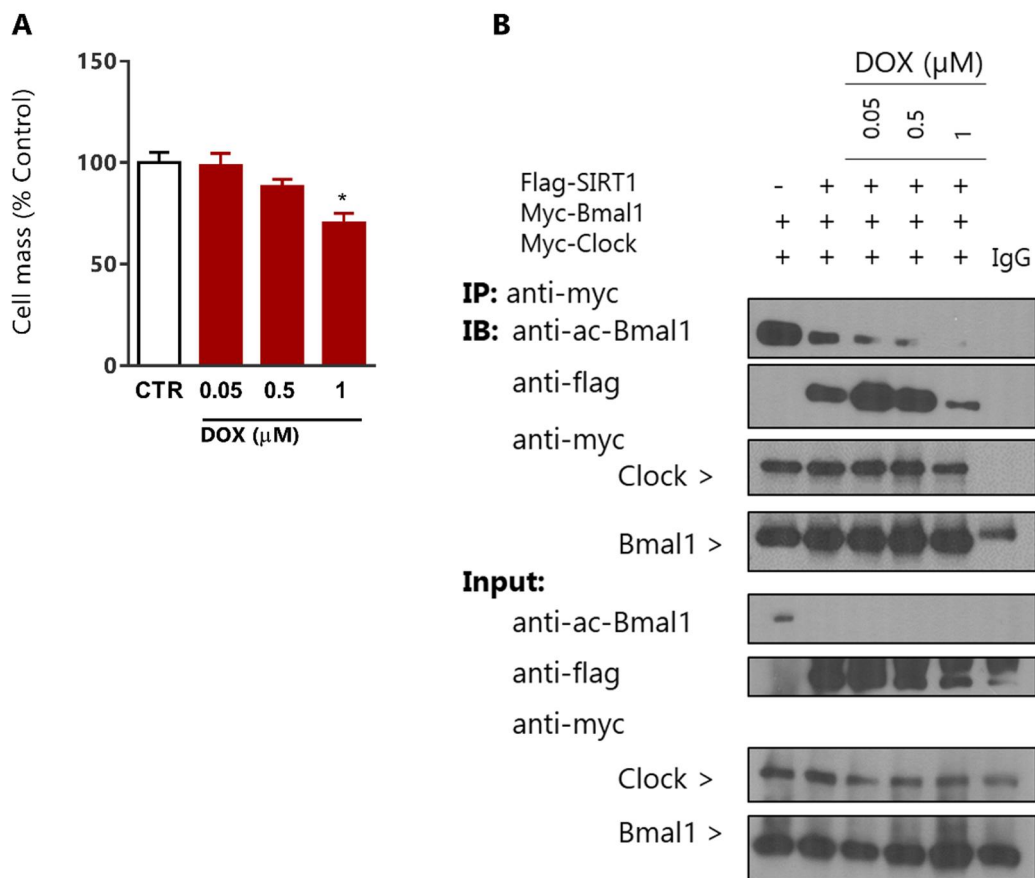 A
Cell mass (% Control)
150
100
50
0
*
CTR 0.05 0.5 1
DOX (μM)
B
DOX (μM)
0.05 0.5 1
Flag-SIRT1 - + + + +
Myc-Bmal1 + + + + +
Myc-Clock + + + + + IgG
IP: anti-myc
IB: anti-ac-Bmal1
anti-flag
anti-myc
Clock >
Bmal1 >
Input:
anti-ac-Bmal1
anti-flag
anti-myc
Clock >
Bmal1 >